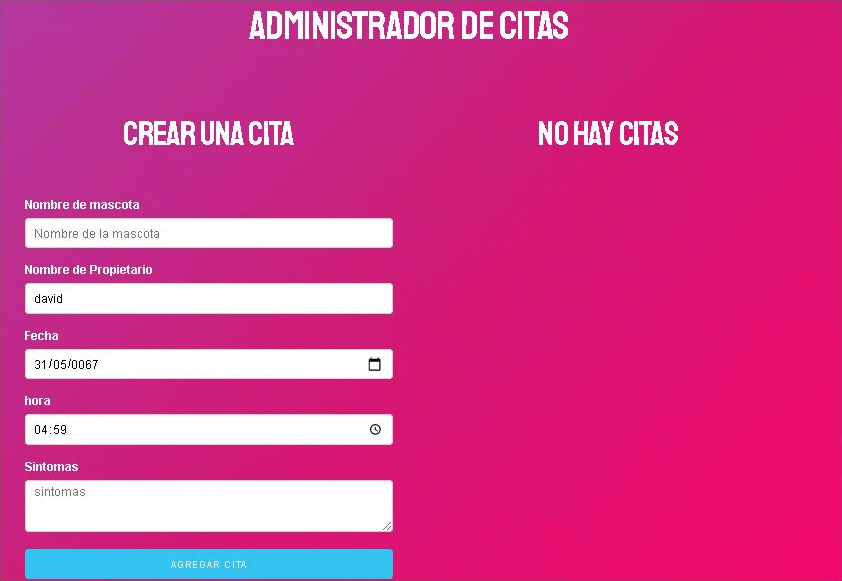 ADMINISTRADOR DE CITAS
CREAR UNA CITA
NO HAY CITAS
Nombre de mascota
Nombre de la mascota
Nombre de Propietario
david
Fecha
31/05/0067
hora
04:59
Sintomas
sintomas
AGREGAR CITA